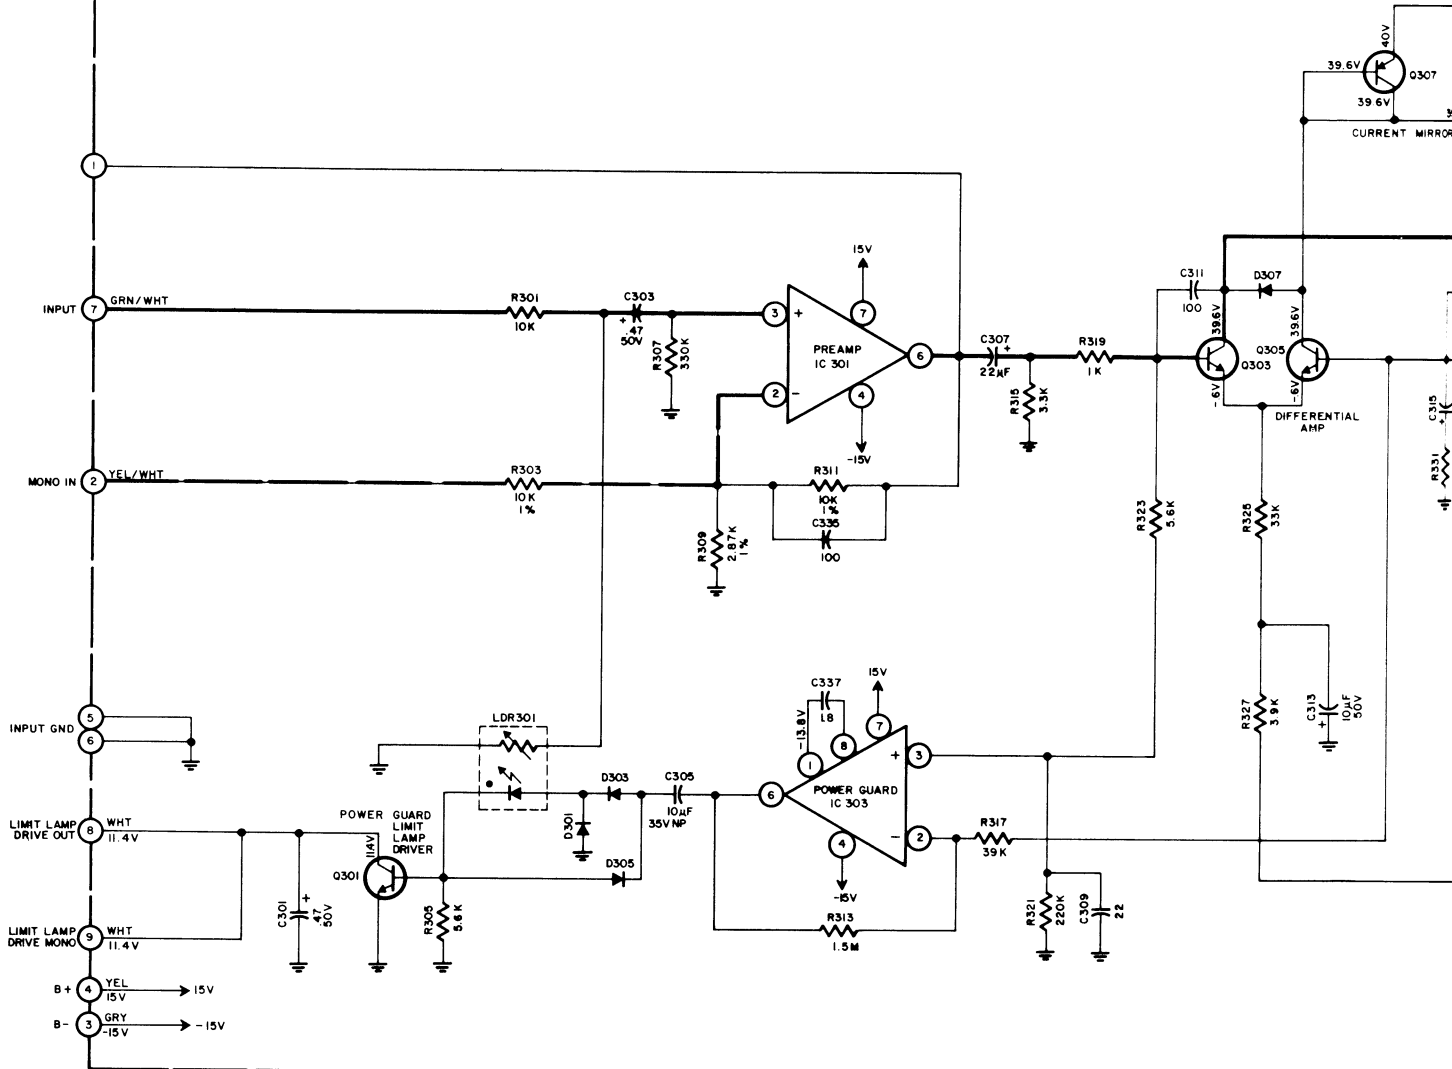 40V
39.6V
Q307
39.6V
CURRENT MIRROR
1
15V
C311
D307
INPUT
7
GRN/WHT
R301
10K
C303
+
.47
50V
R307
330K
3
+
7
PREAMP
IC 301
6
2
-
4
-15V
C307
+
22µF
R315
3.3K
R319
1K
100
39.6V
39.6V
Q303
Q305
-.6V
-.6V
DIFFERENTIAL
AMP
C315
+
R331
MONO IN
2
YEL/WHT
R303
10K
1%
R311
10K
1%
C335
100
R309
2.87K
1%
R323
5.6K
R325
33K
INPUT GND
5
6
LDR301
C337
18
15V
-13.8V
1
8
7
+
3
R327
3.9K
C313
+
10µF
50V
D303
C305
10µF
35V NP
6
POWER GUARD
IC 303
D301
POWER GUARD
LIMIT
LAMP
DRIVER
LIMIT LAMP
DRIVE OUT
8
WHT
11.4V
11.4V
4
-
2
R317
39K
D305
Q301
-15V
C301
+
.47
50V
R305
5.6K
R313
1.5M
R321
220K
C309
22
LIMIT LAMP
DRIVE MONO
9
WHT
11.4V
B+
4
YEL
15V
15V
B-
3
GRY
-15V
-15V